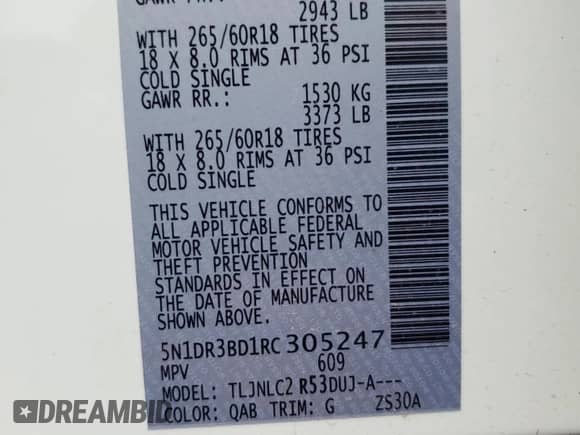 2943 LB
WITH 265/60R18 TIRES
18 X 8.0 RIMS AT 36 PSI
COLD SINGLE
GAWR RR.: 1530 KG
3373 LB
WITH 265/60R18 TIRES
18 X 8.0 RIMS AT 36 PSI
COLD SINGLE
THIS VEHICLE CONFORMS TO
ALL APPLICABLE FEDERAL
MOTOR VEHICLE SAFETY AND
THEFT PREVENTION
STANDARDS IN EFFECT ON
THE DATE OF MANUFACTURE
SHOWN ABOVE.
5N1DR3BD1RC305247
MPV 609
MODEL: TLJNLC2 R53DUJ-A---
COLOR: QAB TRIM: G ZS30A
DREAMBID